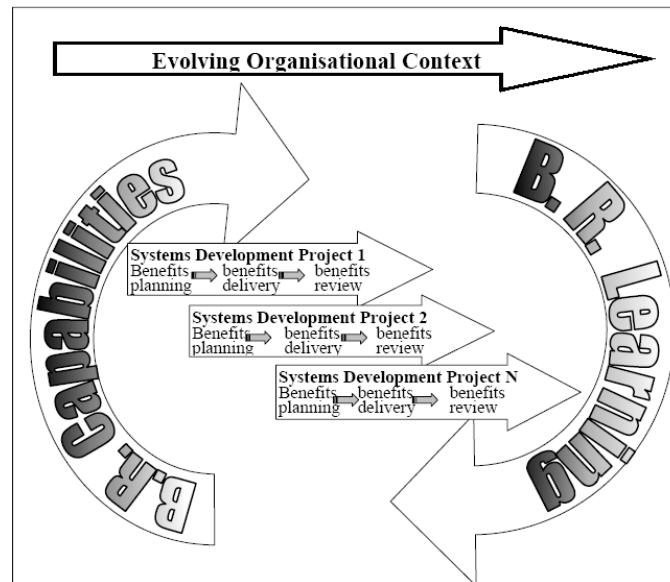 Evolving Organisational Context
B.R. Capabilities
B. R. Learning
Systems Development Project 1
Benefits benefits benefits
planning delivery review
Systems Development Project 2
Benefits benefits benefits
planning delivery review
Systems Development Project N
Benefits benefits benefits
planning delivery review